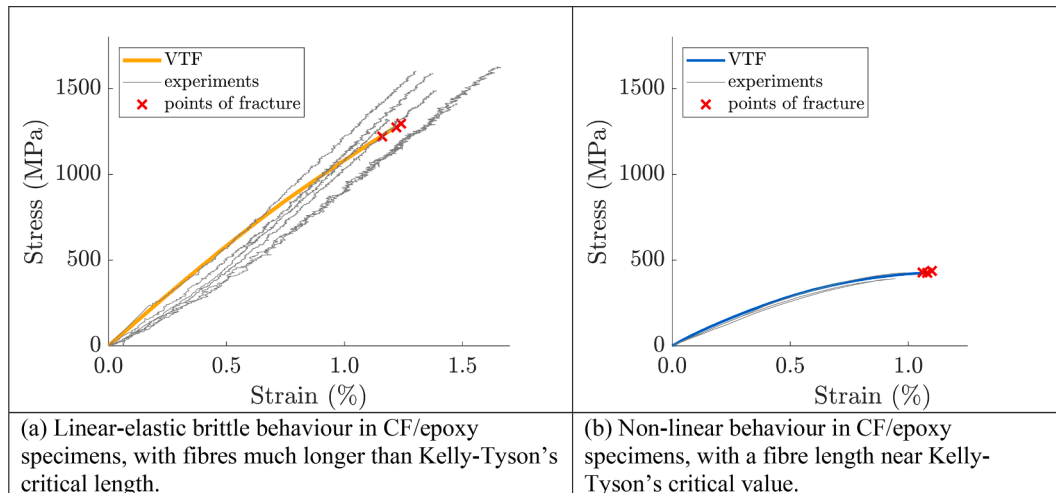 VTF
experiments
points of fracture
1500
1000
500
0
Stress (MPa)
0.0 0.5 1.0 1.5
Strain (%)
(a) Linear-elastic brittle behaviour in CF/epoxy
specimens, with fibres much longer than Kelly-Tyson’s
critical length.
VTF
experiments
points of fracture
1500
1000
500
0
Stress (MPa)
0.0 0.5 1.0
Strain (%)
(b) Non-linear behaviour in CF/epoxy
specimens, with a fibre length near Kelly-
Tyson’s critical value.